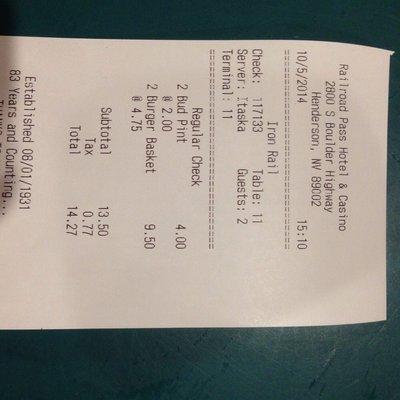 Railroad Pass Hotel & Casino
2800 S Boulder Highway
Henderson, NV 89002
10/5/2014 15:10
==============================
Iron Rail
Check: 117133 Table: 11
Server: Itaska Guests: 2
Terminal: 11
==============================
Regular Check
2 Bud Pint 4.00
@ 2.00
2 Burger Basket 9.50
@ 4.75
Subtotal 13.50
Tax 0.77
Total 14.27
Established 08/01/1931
83 Years and Counting...